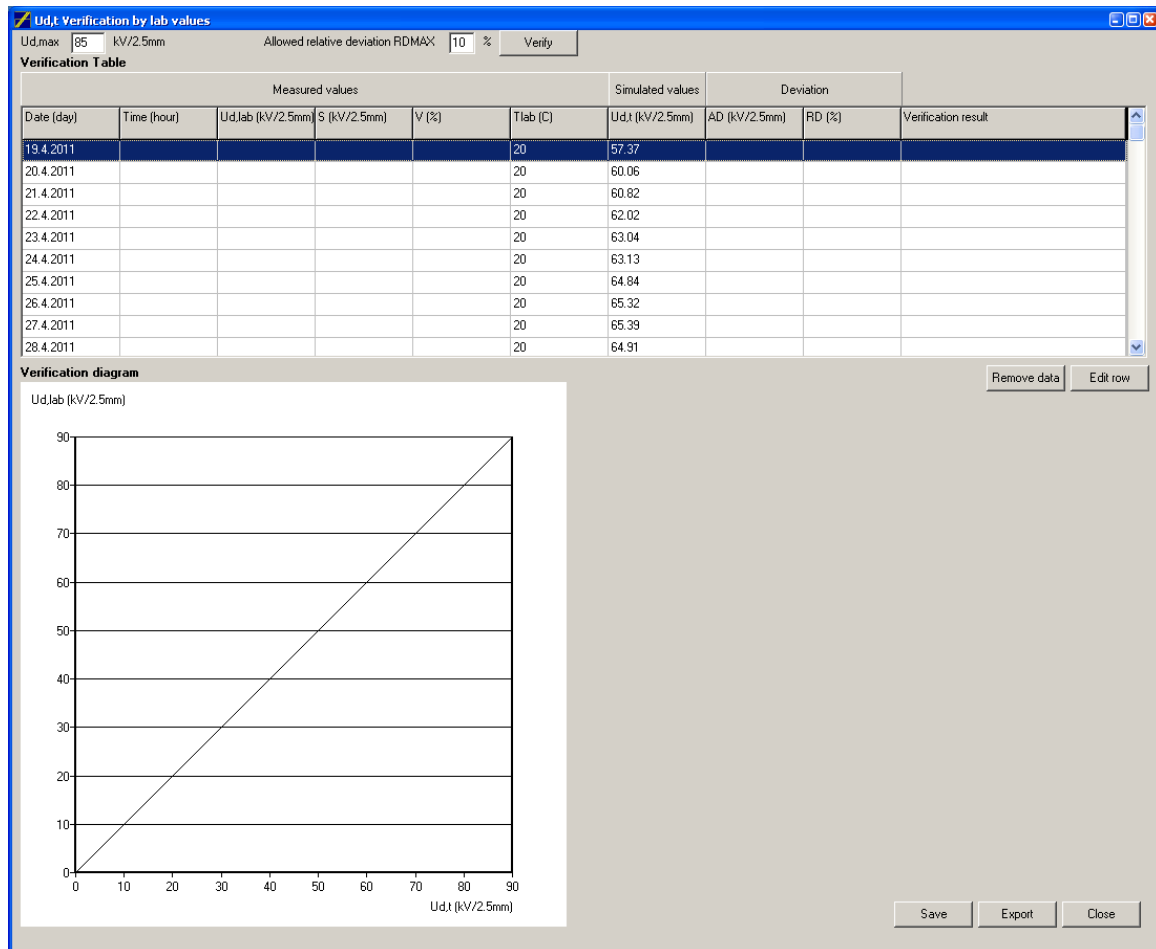 Ud,t Verification by lab values
Ud,max 85 kV/2.5mm Allowed relative deviation RDMAX 10 % Verify
Verification Table
Measured values Simulated values Deviation
Date (day) Time (hour) Ud,lab (kV/2.5mm) S (kV/2.5mm) V (%) Tlab (C) Ud,t (kV/2.5mm) AD (kV/2.5mm) RD (%) Verification result
19.4.2011 20 57.37
20.4.2011 20 60.06
21.4.2011 20 60.82
22.4.2011 20 62.02
23.4.2011 20 63.04
24.4.2011 20 63.13
25.4.2011 20 64.84
26.4.2011 20 65.32
27.4.2011 20 65.39
28.4.2011 20 64.91
Verification diagram
Remove data Edit row
Ud,lab (kV/2.5mm)
90
80
70
60
50
40
30
20
10
0
0 10 20 30 40 50 60 70 80 90
Ud,t (kV/2.5mm)
Save Export Close